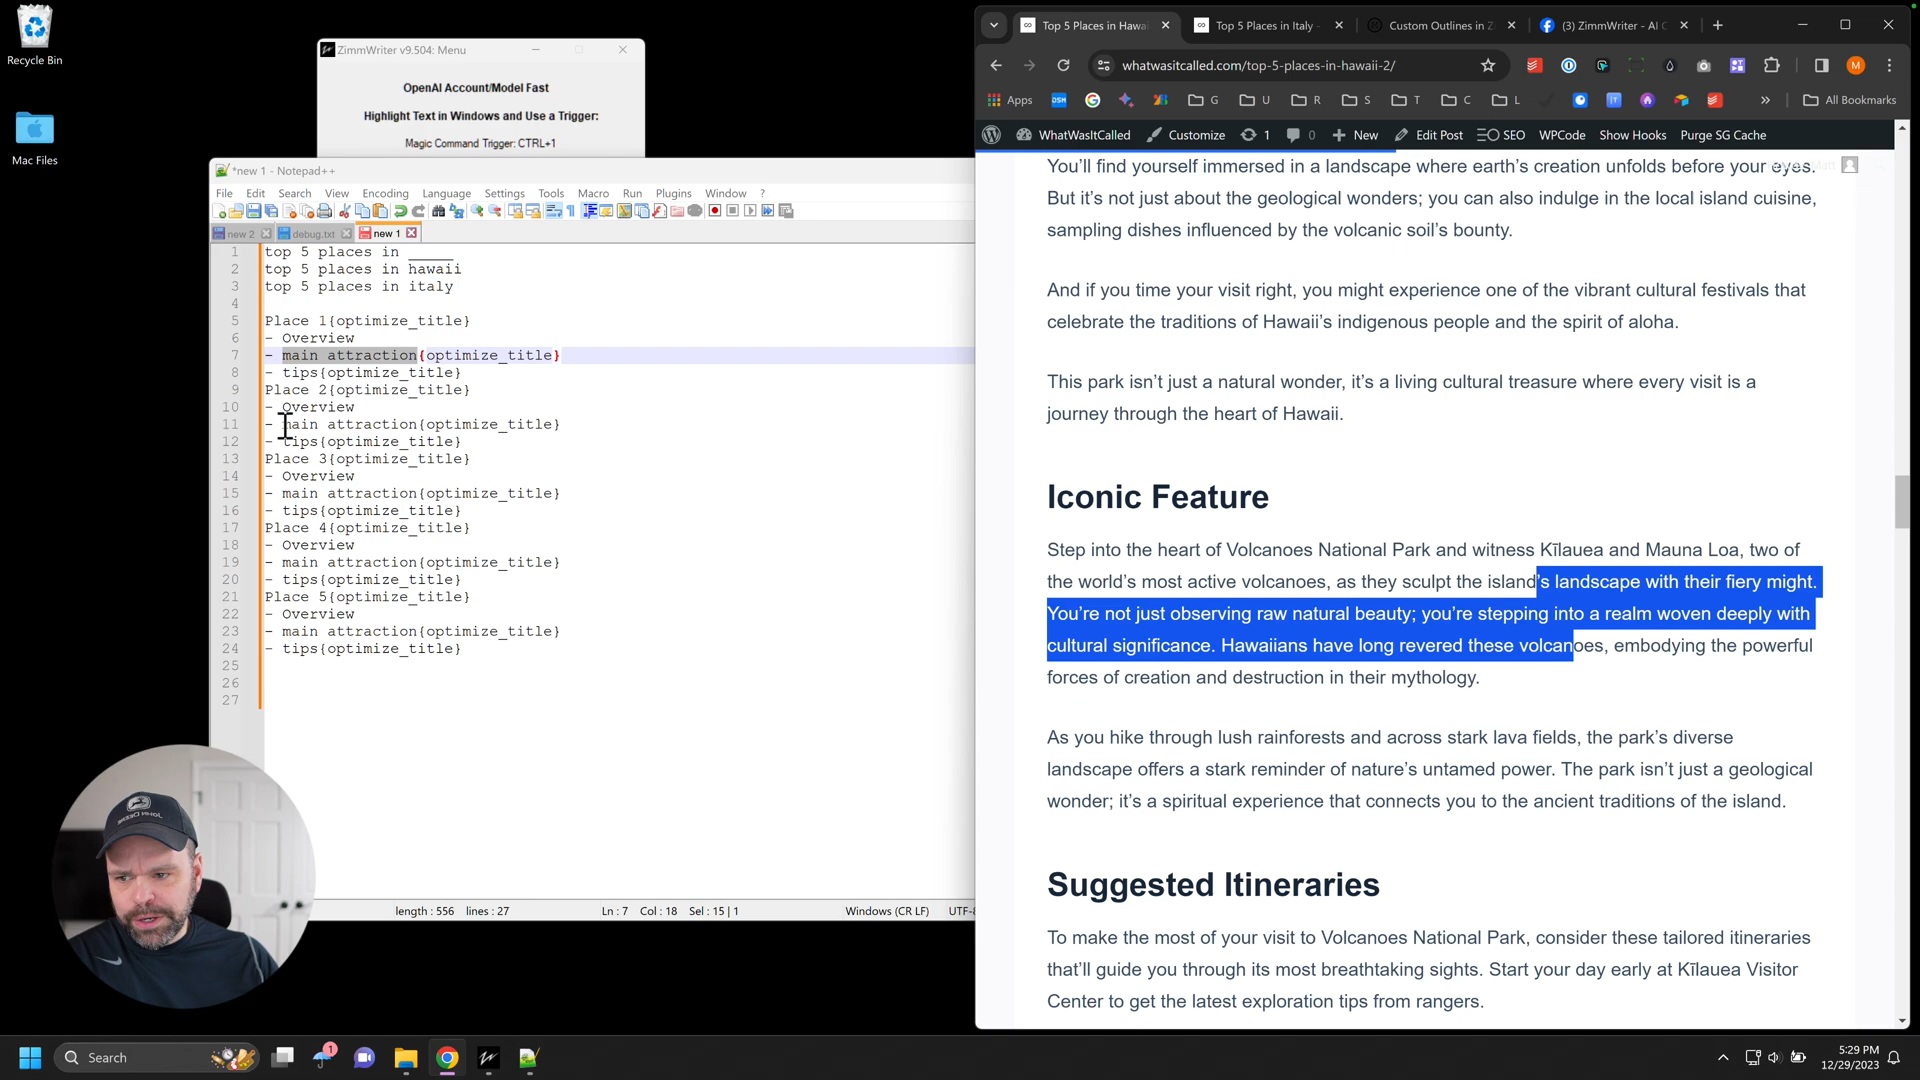 Recycle Bin
Mac Files
ZimmWriter v9.504: Menu
OpenAI Account/Model Fast
Highlight Text in Windows and Use a Trigger:
Magic Command Trigger: CTRL+1
*new 1 - Notepad++
File Edit Search View Encoding Language Settings Tools Macro Run Plugins Window ?
new 2 debug.txt new 1
1 top 5 places in _____
2 top 5 places in hawaii
3 top 5 places in italy
4
5 Place 1{optimize_title}
6 - Overview
7 - main attraction{optimize_title}
8 - tips{optimize_title}
9 Place 2{optimize_title}
10 - Overview
11 - main attraction{optimize_title}
12 - tips{optimize_title}
13 Place 3{optimize_title}
14 - Overview
15 - main attraction{optimize_title}
16 - tips{optimize_title}
17 Place 4{optimize_title}
18 - Overview
19 - main attraction{optimize_title}
20 - tips{optimize_title}
21 Place 5{optimize_title}
22 - Overview
23 - main attraction{optimize_title}
24 - tips{optimize_title}
25
26
27
length : 556 lines : 27 Ln : 7 Col : 18 Sel : 15 | 1 Windows (CR LF) UTF-8
JOHN DEERE
Top 5 Places in Hawai Top 5 Places in Italy - Custom Outlines in Z (3) ZimmWriter - AI C
whatwasitcalled.com/top-5-places-in-hawaii-2/
Apps G U R S T C L » All Bookmarks
WhatWasItCalled Customize 1 0 New Edit Post SEO WPCode Show Hooks Purge SG Cache
You'll find yourself immersed in a landscape where earth's creation unfolds before your eyes.
But it's not just about the geological wonders; you can also indulge in the local island cuisine,
sampling dishes influenced by the volcanic soil's bounty.
And if you time your visit right, you might experience one of the vibrant cultural festivals that
celebrate the traditions of Hawaii's indigenous people and the spirit of aloha.
This park isn't just a natural wonder, it's a living cultural treasure where every visit is a
journey through the heart of Hawaii.
Iconic Feature
Step into the heart of Volcanoes National Park and witness Kīlauea and Mauna Loa, two of
the world's most active volcanoes, as they sculpt the island's landscape with their fiery might.
You're not just observing raw natural beauty; you're stepping into a realm woven deeply with
cultural significance. Hawaiians have long revered these volcanoes, embodying the powerful
forces of creation and destruction in their mythology.
As you hike through lush rainforests and across stark lava fields, the park's diverse
landscape offers a stark reminder of nature's untamed power. The park isn't just a geological
wonder; it's a spiritual experience that connects you to the ancient traditions of the island.
Suggested Itineraries
To make the most of your visit to Volcanoes National Park, consider these tailored itineraries
that'll guide you through its most breathtaking sights. Start your day early at Kīlauea Visitor
Center to get the latest exploration tips from rangers.
Search
1
5:29 PM
12/29/2023